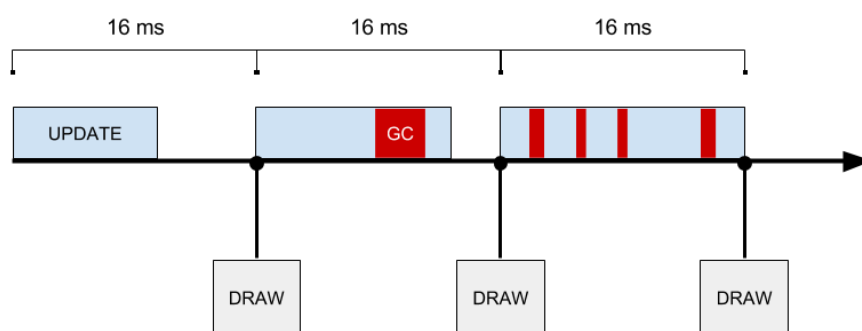 16 ms
16 ms
16 ms
UPDATE
GC
DRAW
DRAW
DRAW